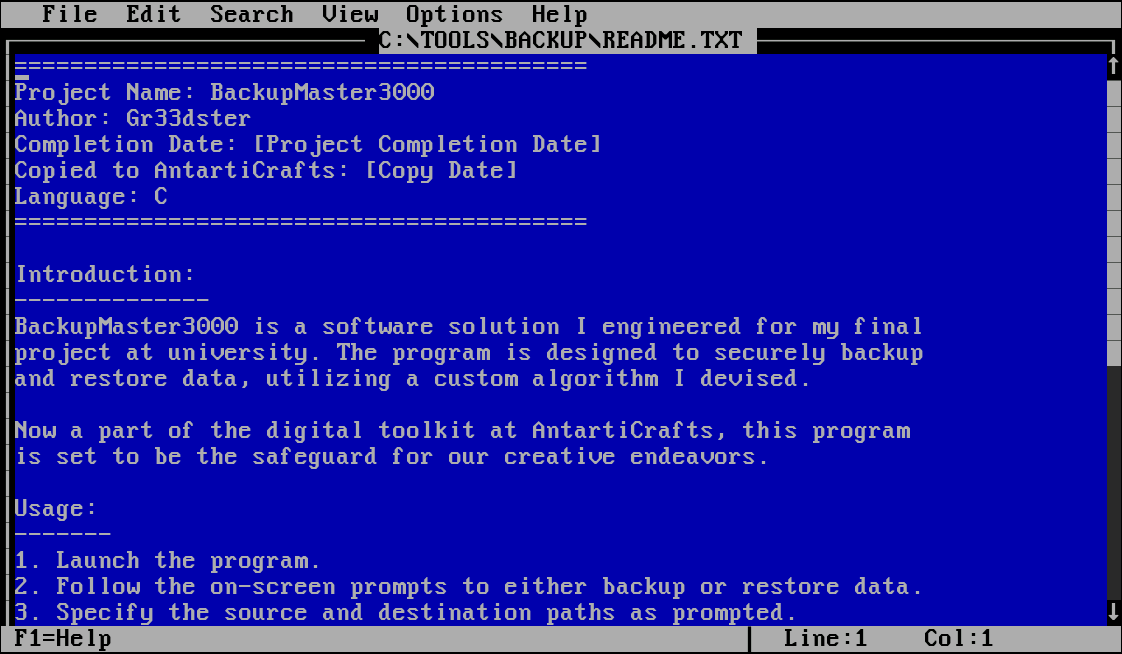 File Edit Search View Options Help
C:\TOOLS\BACKUP\README.TXT
=========================================
Project Name: BackupMaster3000
Author: Gr33dster
Completion Date: [Project Completion Date]
Copied to AntartiCrafts: [Copy Date]
Language: C
=========================================
Introduction:
--------------
BackupMaster3000 is a software solution I engineered for my final
project at university. The program is designed to securely backup
and restore data, utilizing a custom algorithm I devised.
Now a part of the digital toolkit at AntartiCrafts, this program
is set to be the safeguard for our creative endeavors.
Usage:
-------
1. Launch the program.
2. Follow the on-screen prompts to either backup or restore data.
3. Specify the source and destination paths as prompted.
F1=Help Line:1 Col:1